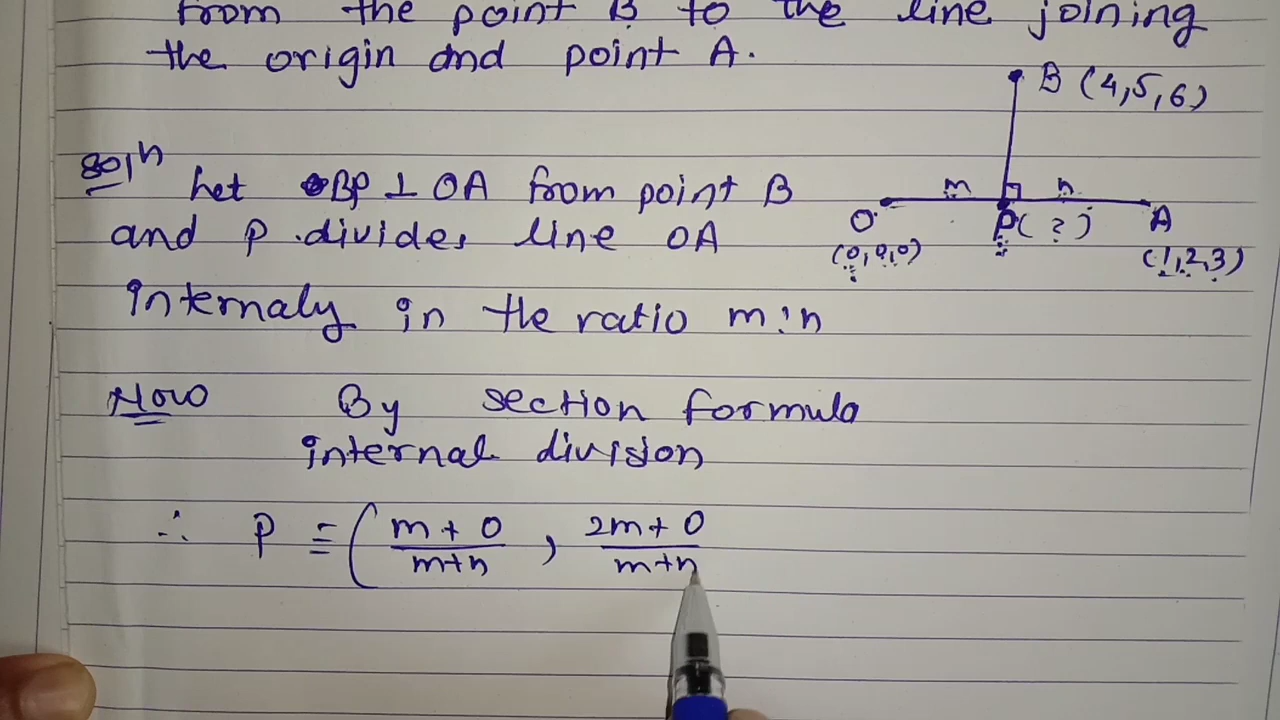 from the point B to the line joining
the origin and point A.
B (4,5,6)
Soln Let BP ⊥ OA from point B
and P divides line OA
internaly in the ratio m:n
m n
O P(?) A
(0,0,0) (1,2,3)
Now By section formula
internal division
∴ P ≡ ( m + 0 / m+n , 2m + 0 / m+n